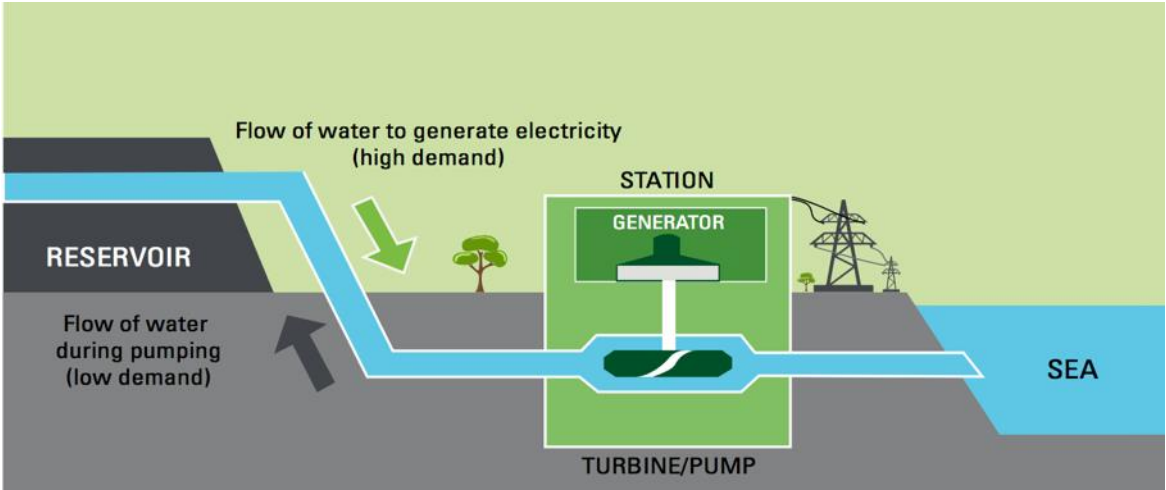 Flow of water to generate electricity
(high demand)
STATION
GENERATOR
RESERVOIR
Flow of water
during pumping
(low demand)
SEA
TURBINE/PUMP